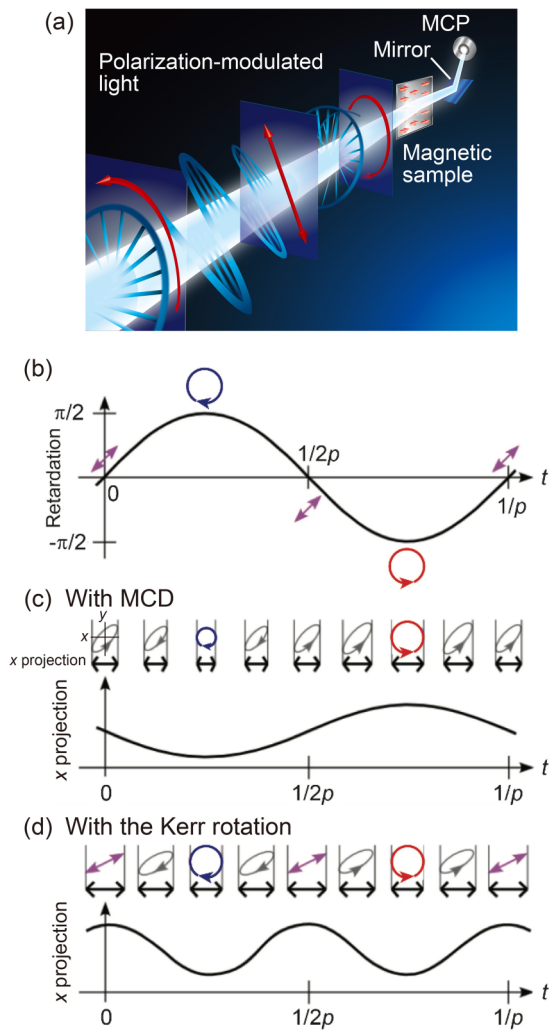 (a)
MCP
Mirror
Polarization-modulated
light
Magnetic
sample
(b)
π/2
Retardation
1/2p
0
1/p
t
-π/2
(c) With MCD
y
x
x projection
x projection
t
0
1/2p
1/p
(d) With the Kerr rotation
x projection
t
0
1/2p
1/p